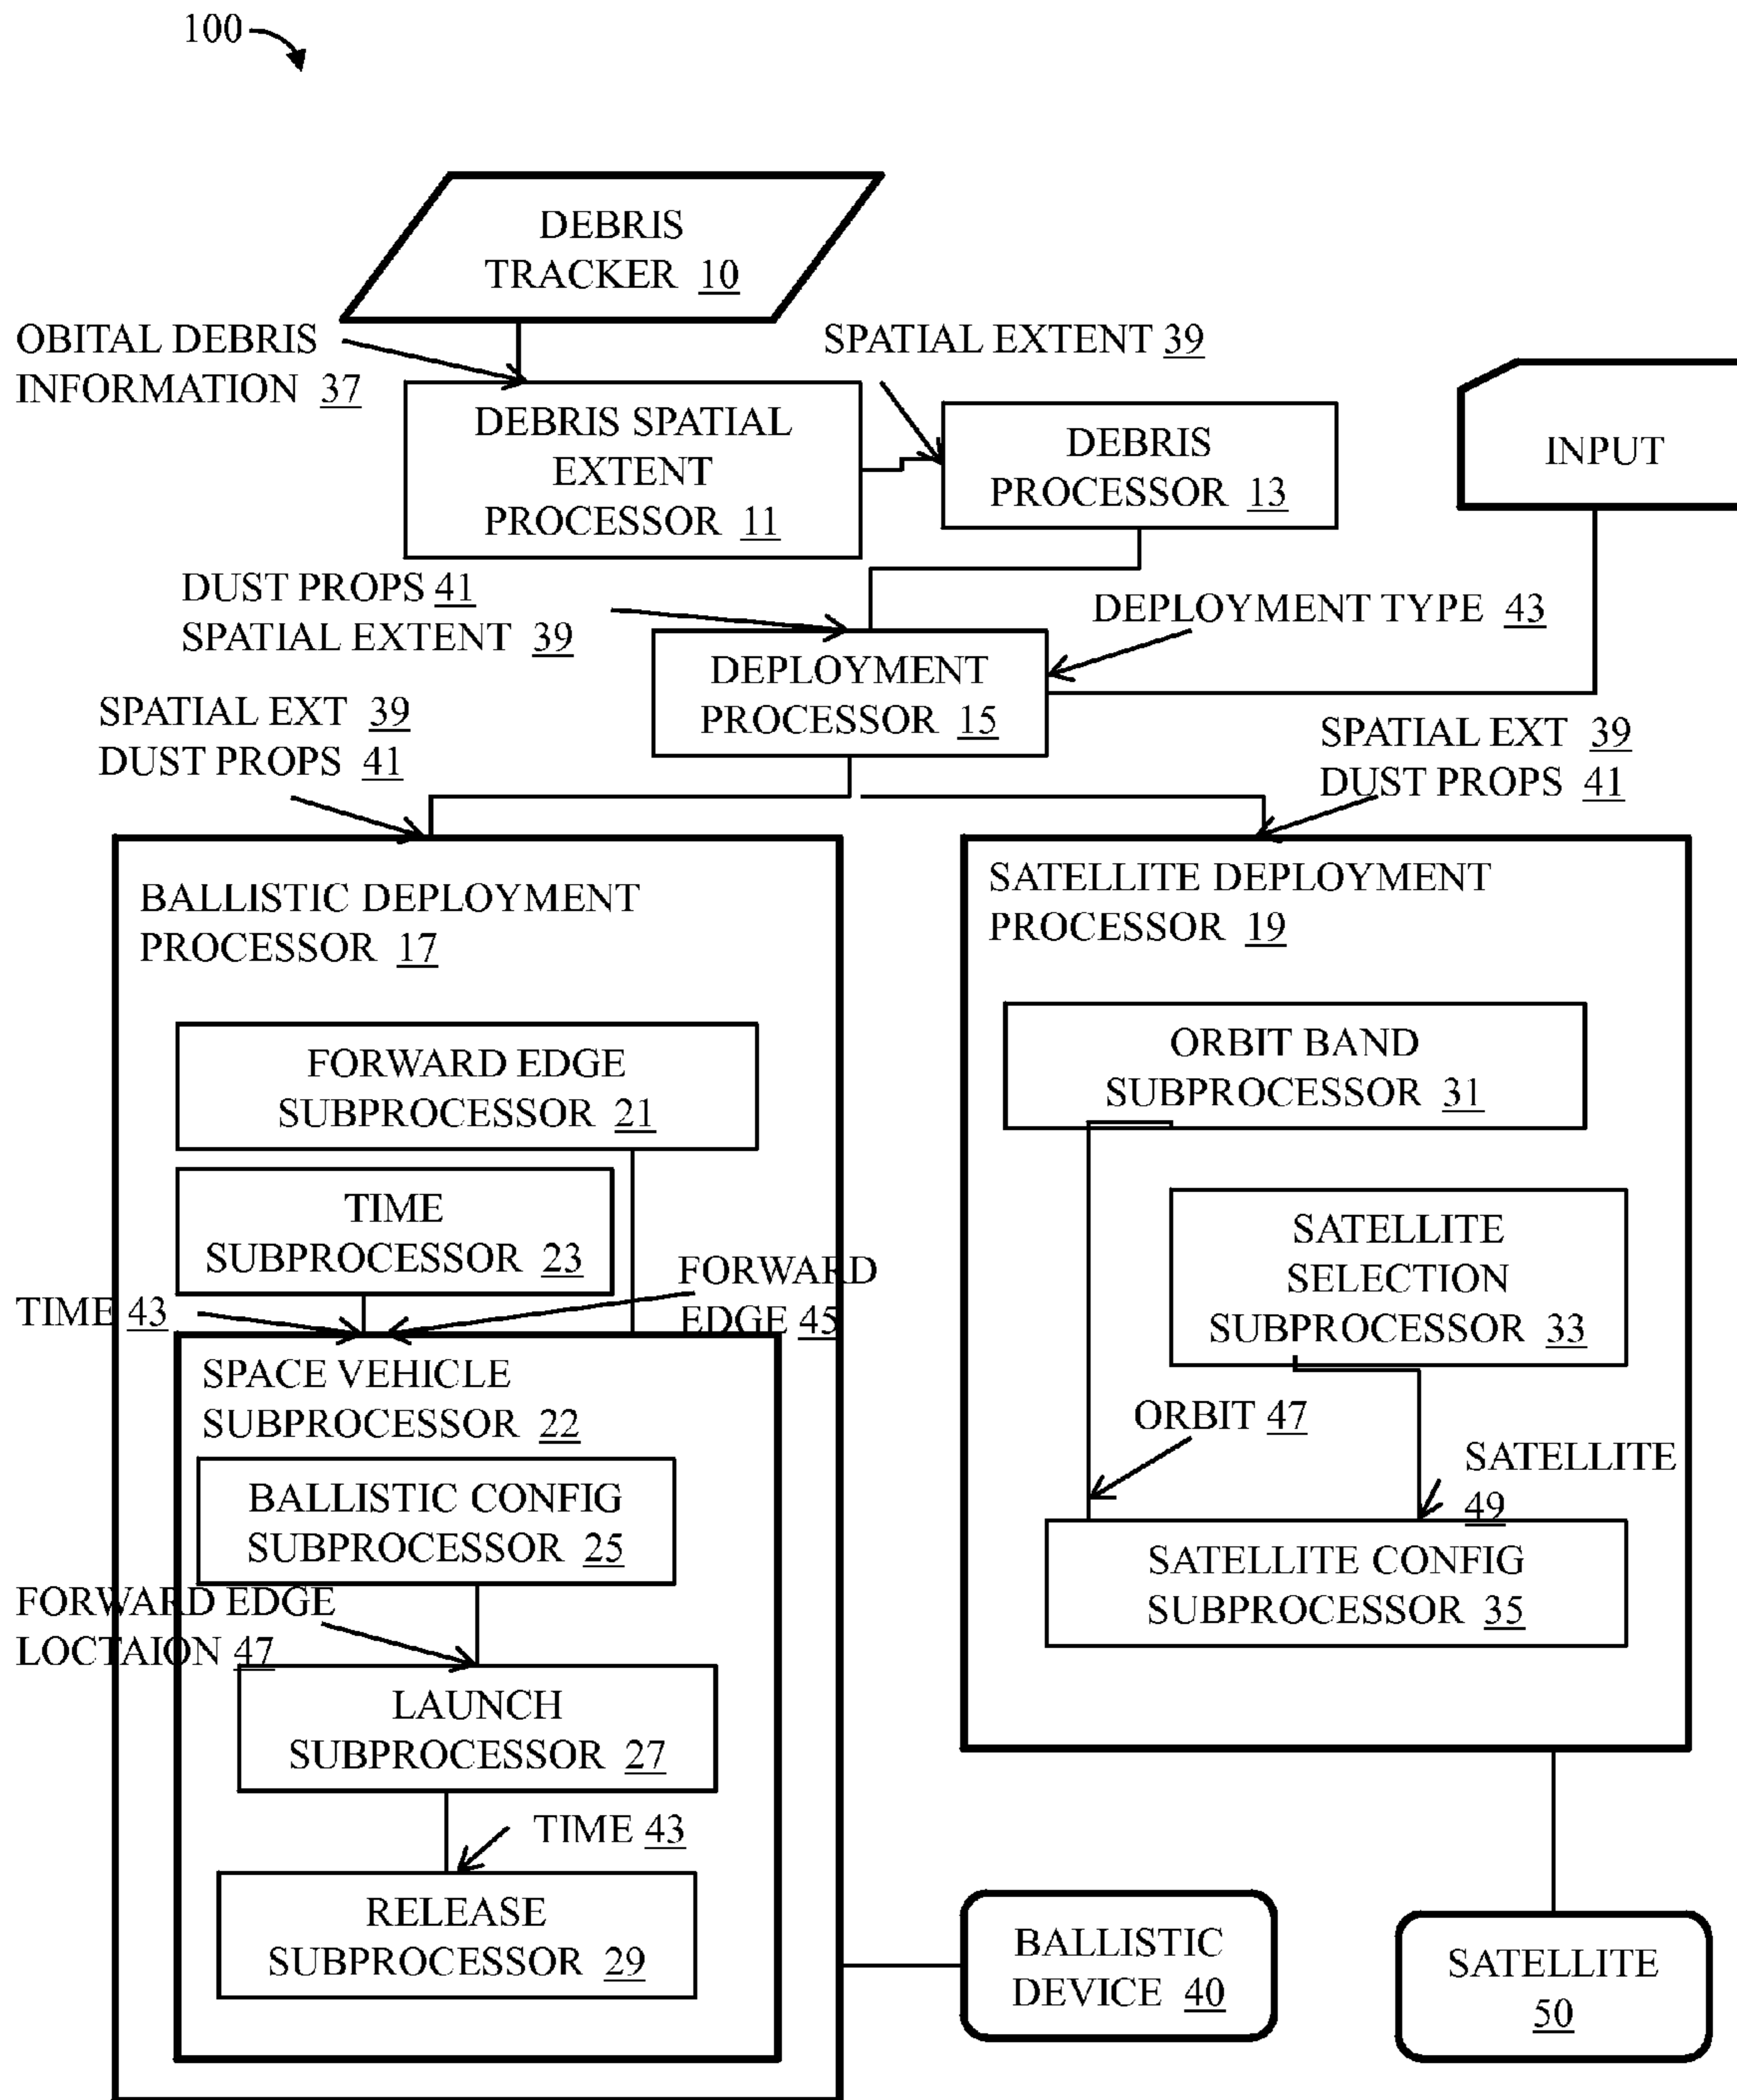 100
DEBRIS
TRACKER 10
OBITAL DEBRIS
INFORMATION 37
SPATIAL EXTENT 39
DEBRIS SPATIAL
EXTENT
PROCESSOR 11
DEBRIS
PROCESSOR 13
INPUT
DUST PROPS 41
SPATIAL EXTENT 39
DEPLOYMENT TYPE 43
DEPLOYMENT
PROCESSOR 15
SPATIAL EXT 39
DUST PROPS 41
SPATIAL EXT 39
DUST PROPS 41
BALLISTIC DEPLOYMENT
PROCESSOR 17
FORWARD EDGE
SUBPROCESSOR 21
TIME
SUBPROCESSOR 23
TIME 43
FORWARD
EDGE 45
SPACE VEHICLE
SUBPROCESSOR 22
BALLISTIC CONFIG
SUBPROCESSOR 25
FORWARD EDGE
LOCTAION 47
LAUNCH
SUBPROCESSOR 27
TIME 43
RELEASE
SUBPROCESSOR 29
SATELLITE DEPLOYMENT
PROCESSOR 19
ORBIT BAND
SUBPROCESSOR 31
SATELLITE
SELECTION
SUBPROCESSOR 33
ORBIT 47
SATELLITE
49
SATELLITE CONFIG
SUBPROCESSOR 35
BALLISTIC
DEVICE 40
SATELLITE
50